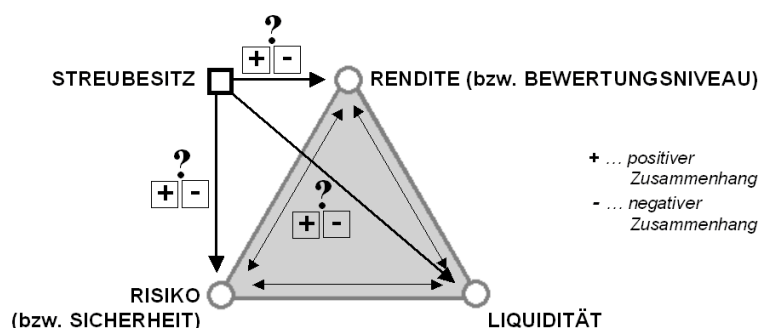 ?
+ -
STREUBESITZ
RENDITE (bzw. BEWERTUNGSNIVEAU)
?
+ -
?
+ -
+ ... positiver
Zusammenhang
- ... negativer
Zusammenhang
RISIKO
(bzw. SICHERHEIT)
LIQUIDITÄT